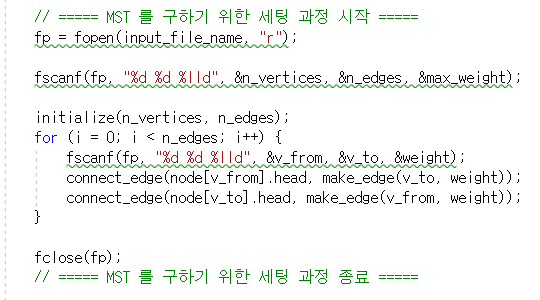 // ===== MST 를 구하기 위한 세팅 과정 시작 =====
fp = fopen(input_file_name, "r");
fscanf(fp, "%d %d %lld", &n_vertices, &n_edges, &max_weight);
initialize(n_vertices, n_edges);
for (i = 0; i < n_edges; i++) {
fscanf(fp, "%d %d %lld", &v_from, &v_to, &weight);
connect_edge(node[v_from].head, make_edge(v_to, weight));
connect_edge(node[v_to].head, make_edge(v_from, weight));
}
fclose(fp);
// ===== MST 를 구하기 위한 세팅 과정 종료 =====